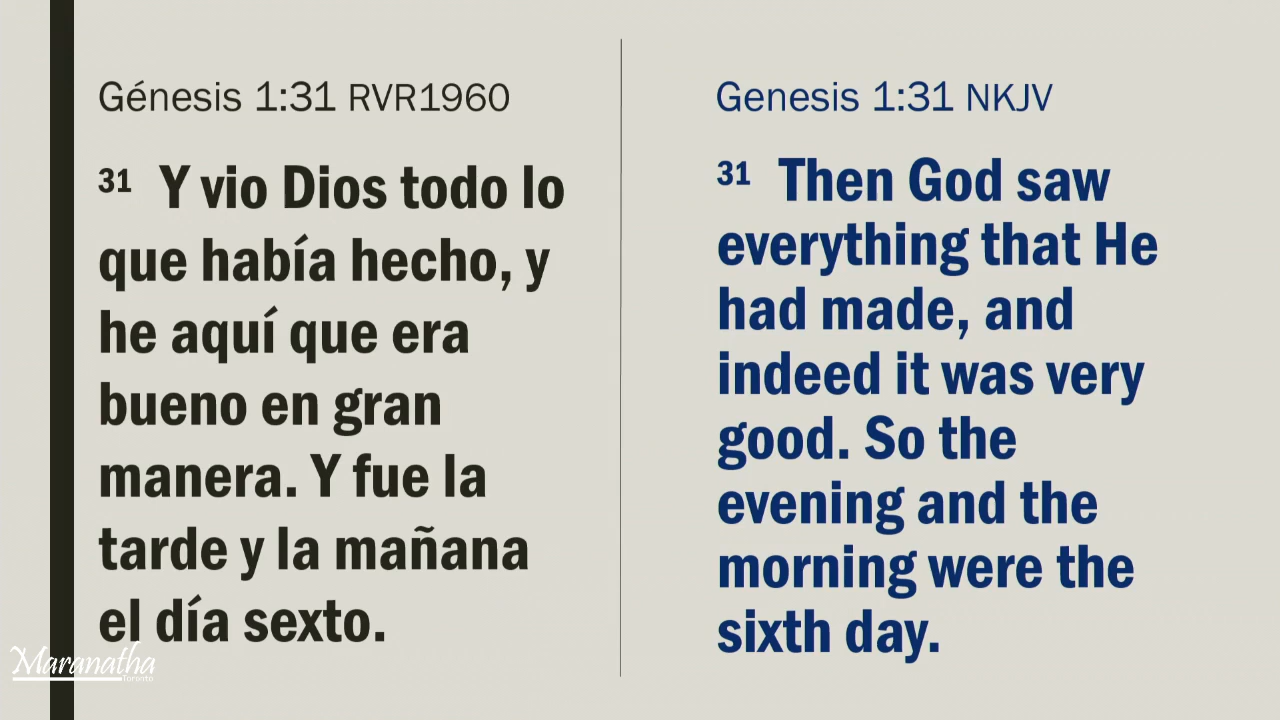 Génesis 1:31 RVR1960
31 Y vio Dios todo lo
que había hecho, y
he aquí que era
bueno en gran
manera. Y fue la
tarde y la mañana
el día sexto.
Genesis 1:31 NKJV
31 Then God saw
everything that He
had made, and
indeed it was very
good. So the
evening and the
morning were the
sixth day.
Maranatha
Toronto